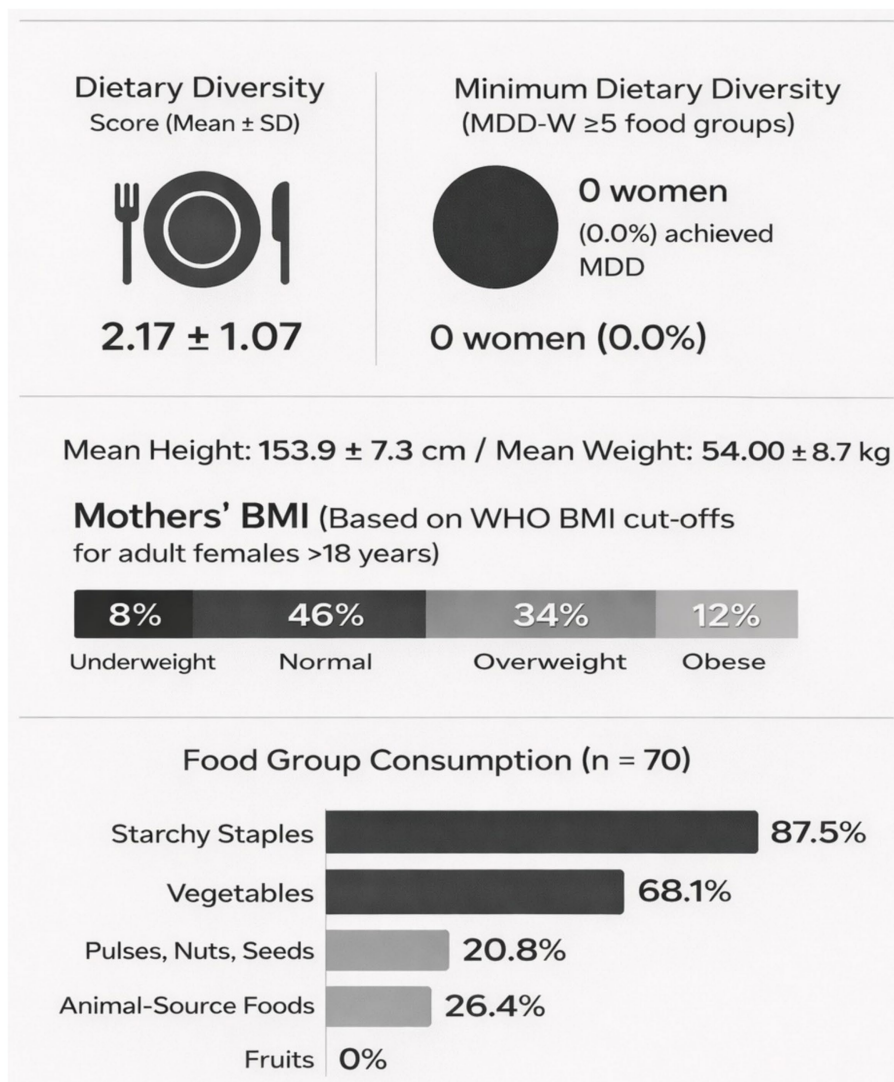 Dietary Diversity
Score (Mean ± SD)
2.17 ± 1.07
Minimum Dietary Diversity
(MDD-W ≥5 food groups)
0 women
(0.0%) achieved
MDD
0 women (0.0%)
Mean Height: 153.9 ± 7.3 cm / Mean Weight: 54.00 ± 8.7 kg
Mothers’ BMI (Based on WHO BMI cut-offs
for adult females >18 years)
8% 46% 34% 12%
Underweight Normal Overweight Obese
Food Group Consumption (n = 70)
Starchy Staples 87.5%
Vegetables 68.1%
Pulses, Nuts, Seeds 20.8%
Animal-Source Foods 26.4%
Fruits 0%